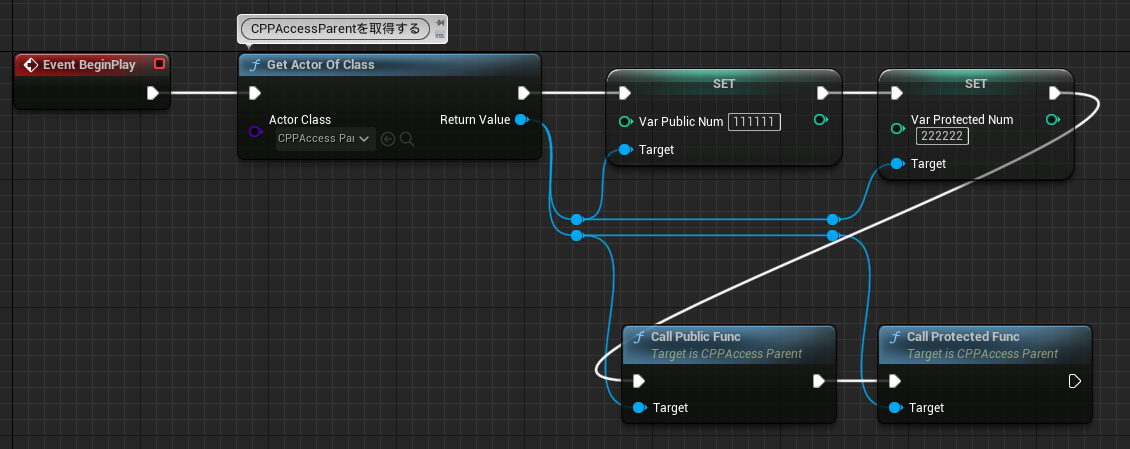 CPPAccessParentを取得する
Event BeginPlay
f Get Actor Of Class
Actor Class
CPPAccess Par
Return Value
SET
Var Public Num 111111
Target
SET
Var Protected Num
222222
Target
f Call Public Func
Target is CPPAccess Parent
Target
f Call Protected Func
Target is CPPAccess Parent
Target